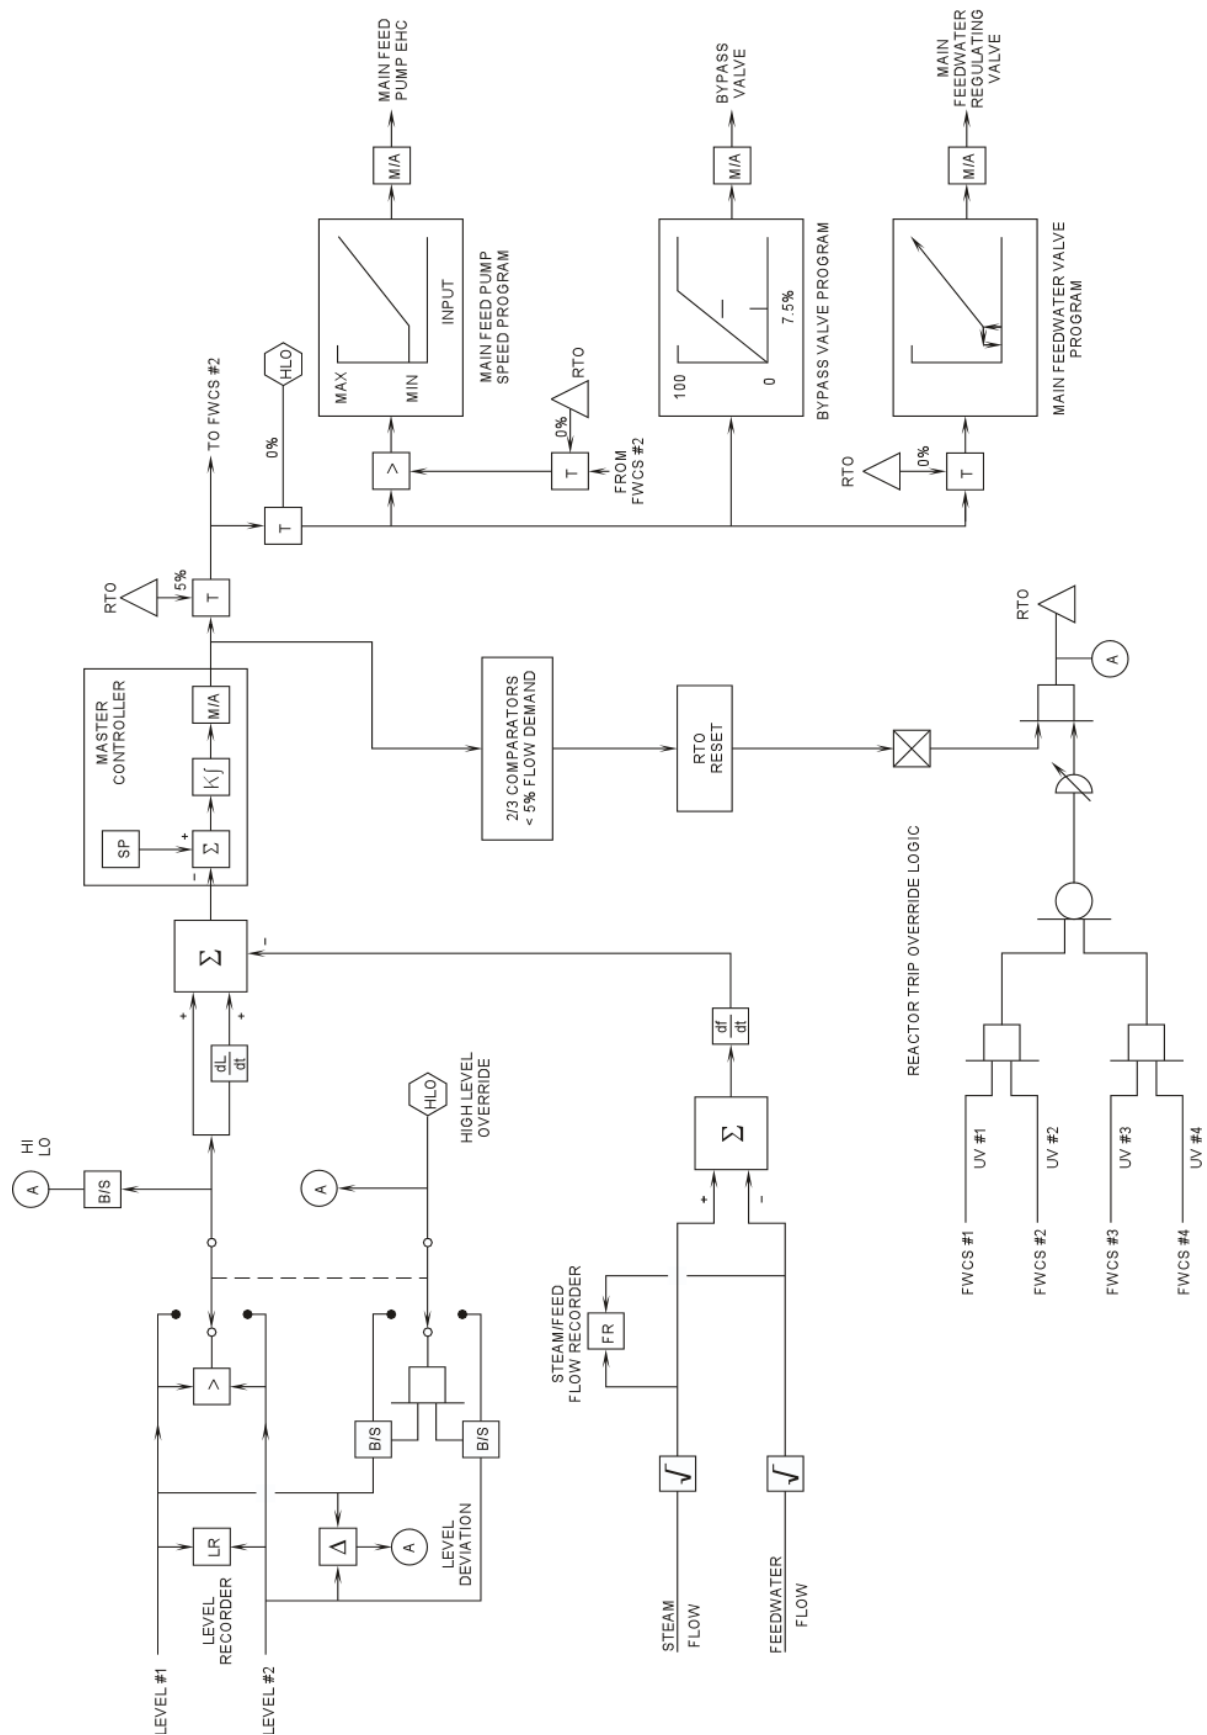 LEVEL #1
LEVEL #2
LEVEL
RECORDER
LR
>
B/S
A
HI
LO
dL
dt
+
+
Σ
-
MASTER
CONTROLLER
SP
+
-
Σ
K∫
M/A
RTO
5%
T
TO FWCS #2
T
0%
HLO
LEVEL
DEVIATION
Δ
A
B/S
B/S
A
HLO
HIGH LEVEL
OVERRIDE
STEAM
FLOW
FEEDWATER
FLOW
√
√
STEAM/FEED
FLOW RECORDER
FR
+
-
Σ
df
dt
2/3 COMPARATORS
< 5% FLOW DEMAND
RTO
RESET
>
T
0%
RTO
FROM
FWCS #2
MAX
MIN
INPUT
MAIN FEED PUMP
SPEED PROGRAM
M/A
MAIN FEED
PUMP EHC
100
0
7.5%
BYPASS VALVE PROGRAM
M/A
BYPASS
VALVE
RTO
0%
T
MAIN FEEDWATER VALVE
PROGRAM
M/A
MAIN
FEEDWATER
REGULATING
VALVE
REACTOR TRIP OVERRIDE LOGIC
FWCS #1
UV #1
FWCS #2
UV #2
FWCS #3
UV #3
FWCS #4
UV #4
RTO
A